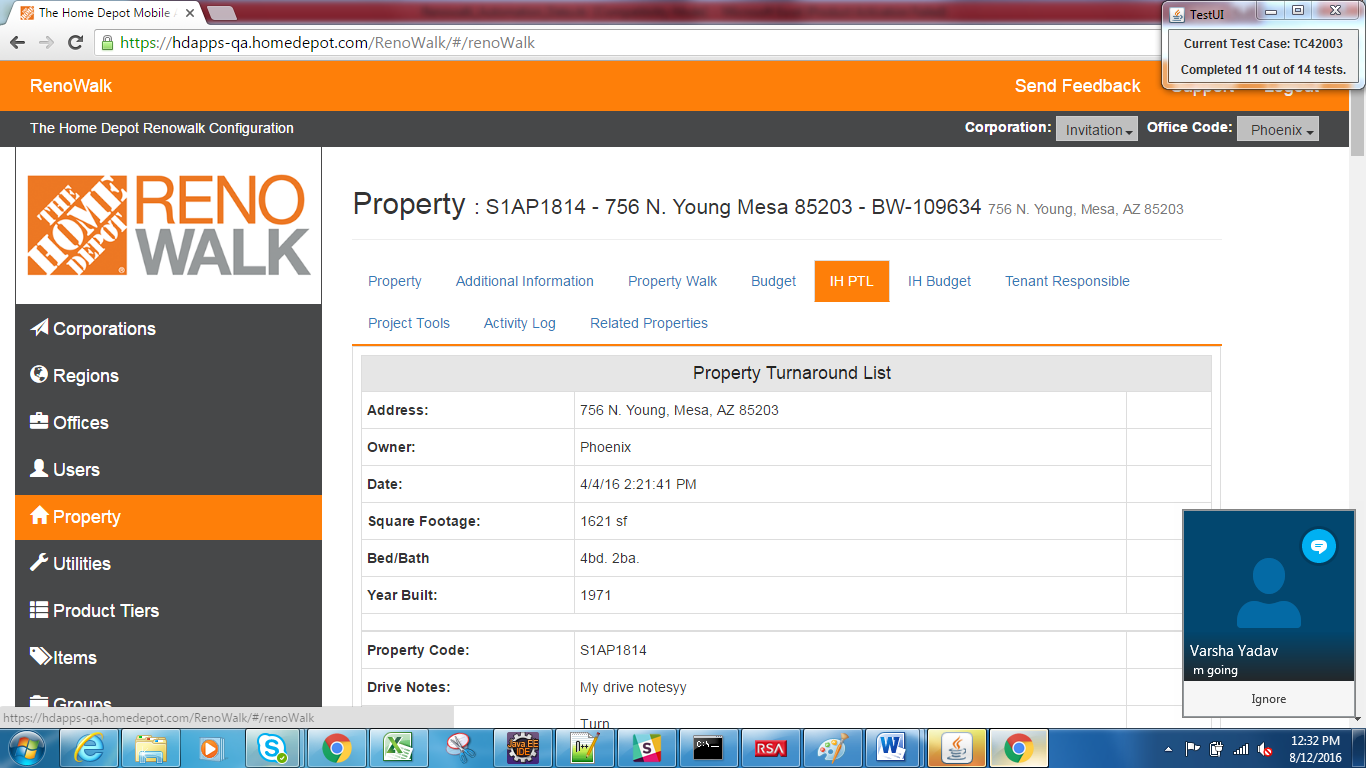 The Home Depot Mobile
TestUI
https://hdapps-qa.homedepot.com/RenoWalk/#/renoWalk
Current Test Case: TC42003
Completed 11 out of 14 tests.
RenoWalk
Send Feedback
Support
Logout
The Home Depot Renowalk Configuration
Corporation: Invitation
Office Code: Phoenix
THE HOME DEPOT
RENO
WALK
Property : S1AP1814 - 756 N. Young Mesa 85203 - BW-109634 756 N. Young, Mesa, AZ 85203
Property Additional Information Property Walk Budget IH PTL IH Budget Tenant Responsible
Project Tools Activity Log Related Properties
Corporations
Regions
Offices
Users
Property
Utilities
Product Tiers
Items
Groups
Property Turnaround List
Address: 756 N. Young, Mesa, AZ 85203
Owner: Phoenix
Date: 4/4/16 2:21:41 PM
Square Footage: 1621 sf
Bed/Bath 4bd. 2ba.
Year Built: 1971
Property Code: S1AP1814
Drive Notes: My drive notesyy
Turn
Varsha Yadav
m going
Ignore
https://hdapps-qa.homedepot.com/RenoWalk/#/renoWalk
Java EE
IDE
C:\.
RSA
12:32 PM
8/12/2016